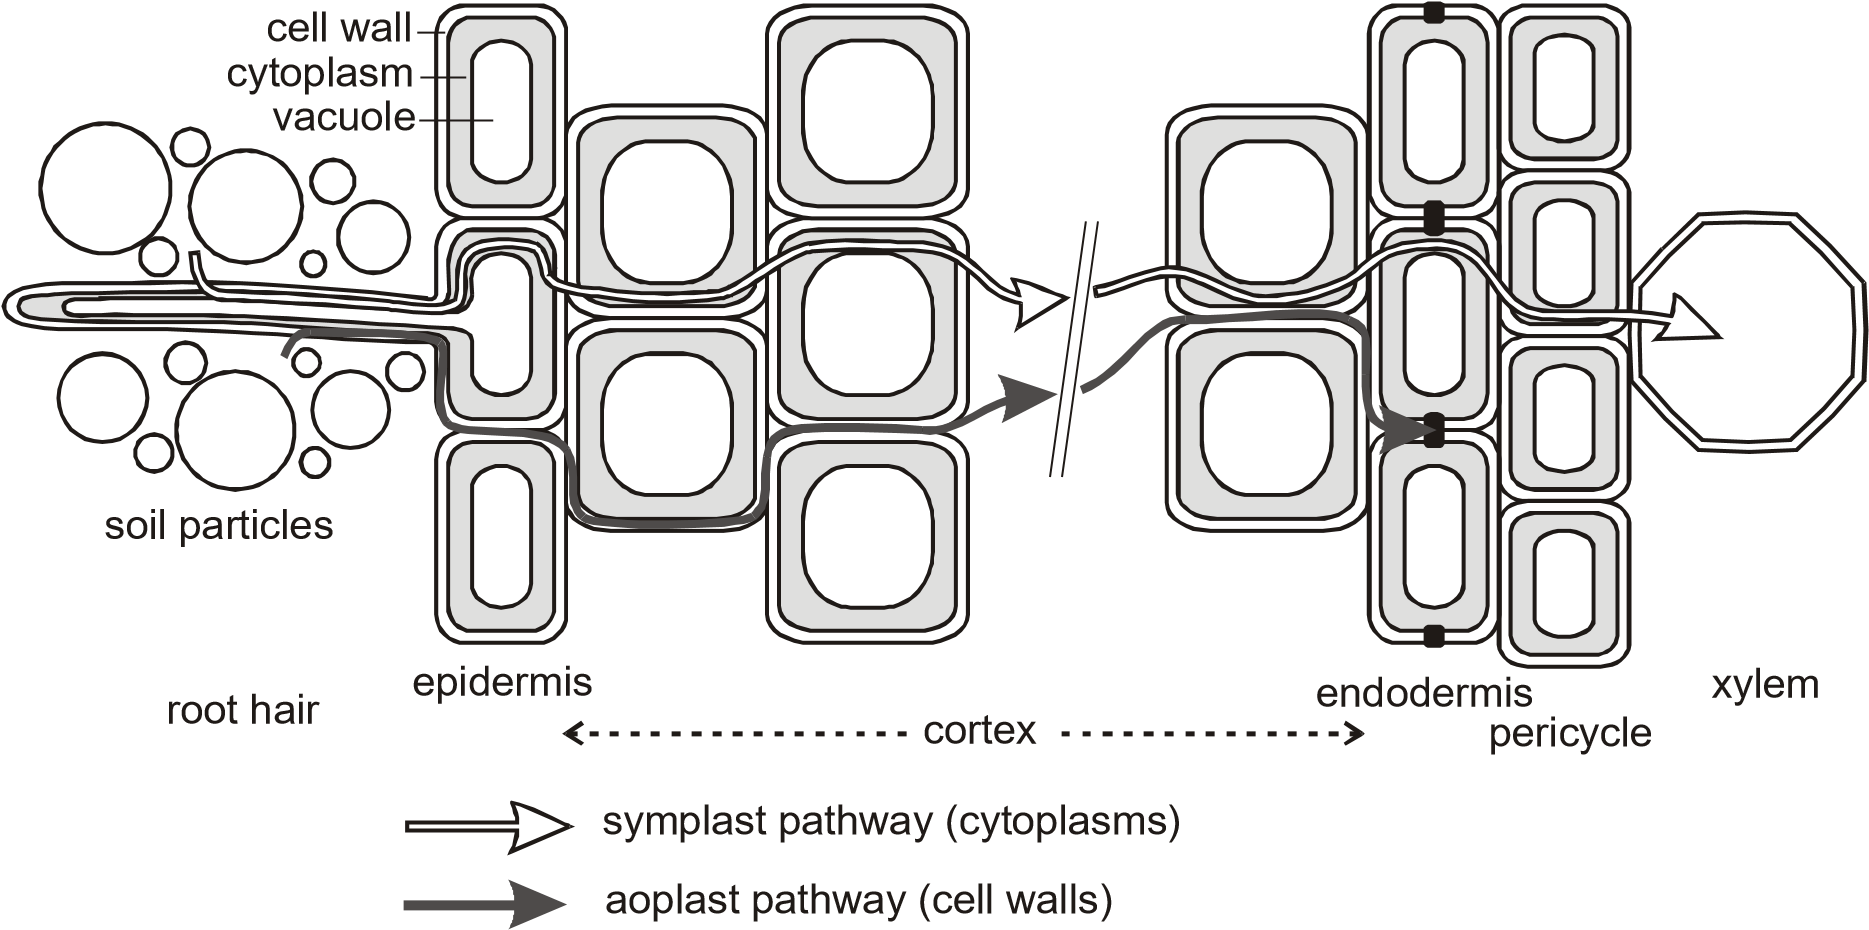 cell wall
cytoplasm
vacuole
soil particles
root hair
epidermis
cortex
endodermis
pericycle
xylem
symplast pathway (cytoplasms)
aoplast pathway (cell walls)